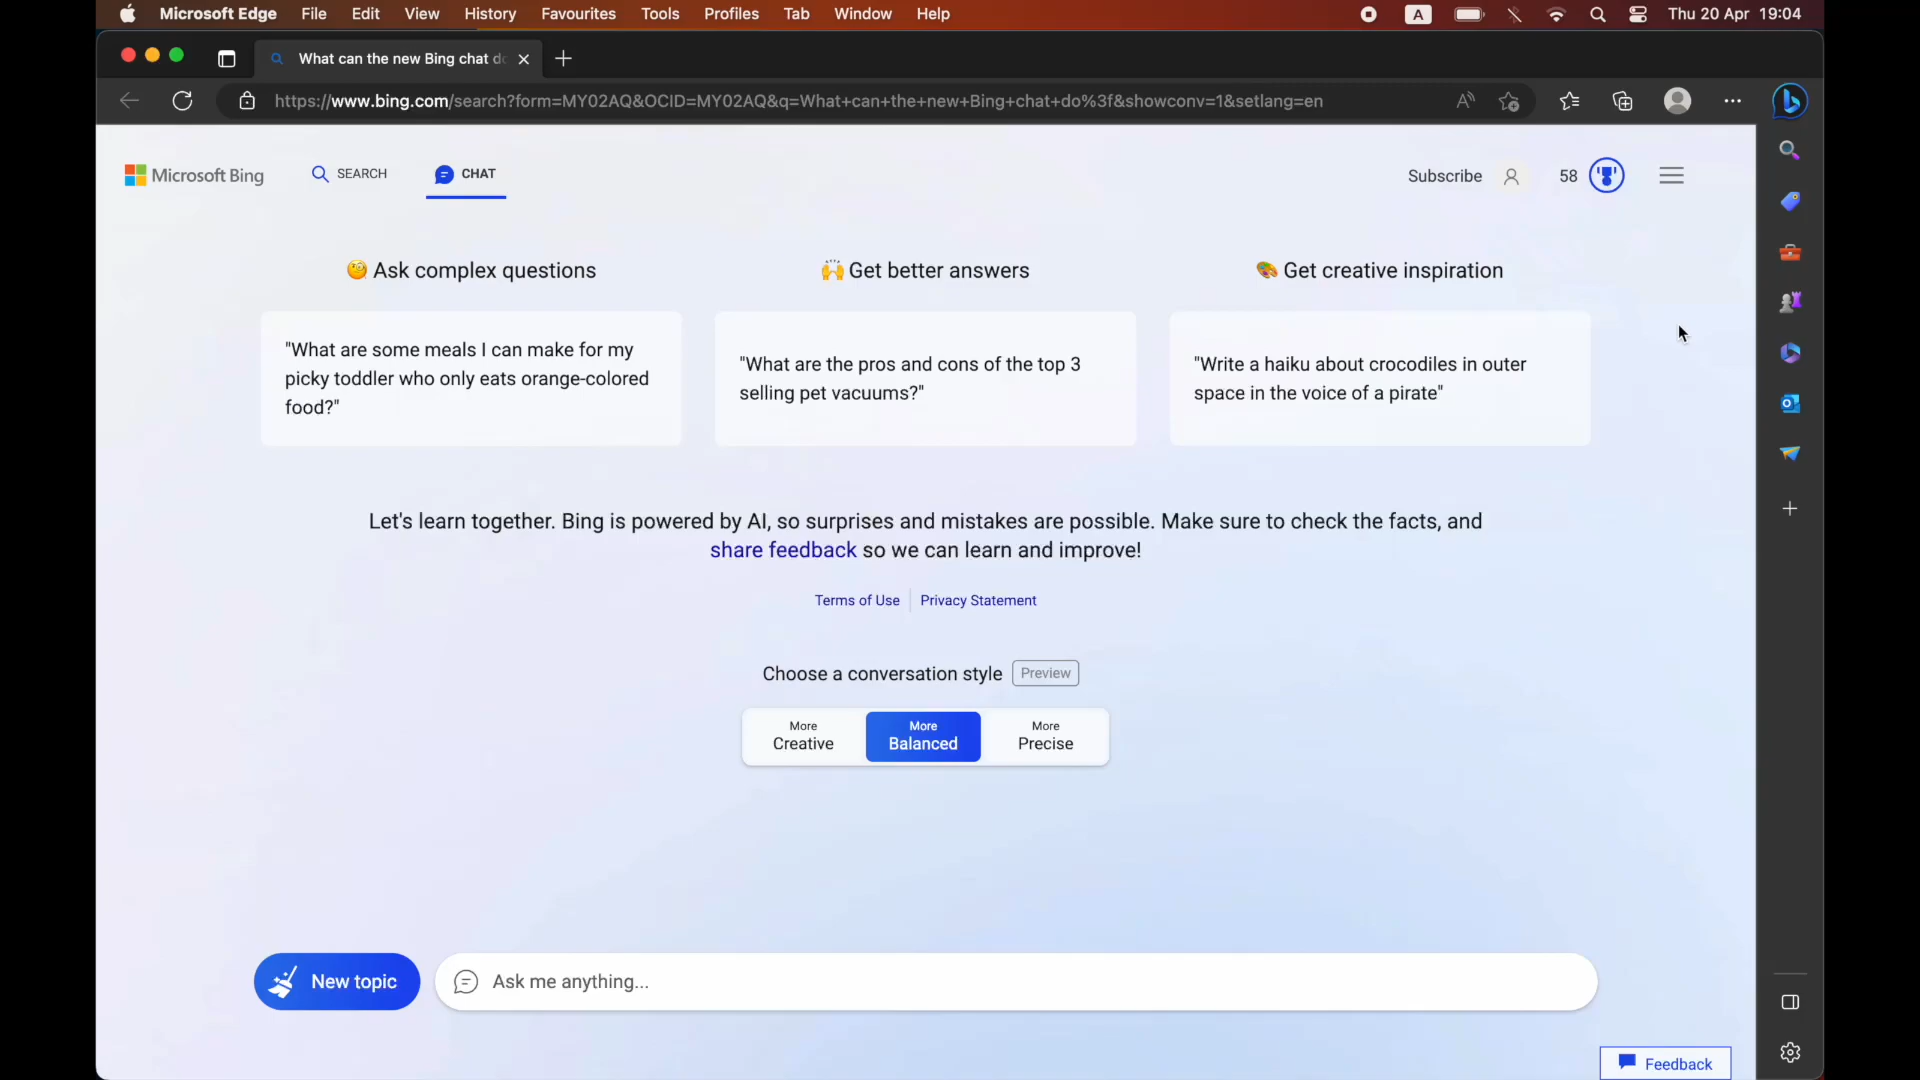 Microsoft Edge File Edit View History Favourites Tools Profiles Tab Window Help A Thu 20 Apr 19:04
What can the new Bing chat d
https://www.bing.com/search?form=MY02AQ&OCID=MY02AQ&q=What+can+the+new+Bing+chat+do%3f&showconv=1&setlang=en
Microsoft Bing SEARCH CHAT Subscribe 58
🧐 Ask complex questions
"What are some meals I can make for my
picky toddler who only eats orange-colored
food?"
🙌 Get better answers
"What are the pros and cons of the top 3
selling pet vacuums?"
🎨 Get creative inspiration
"Write a haiku about crocodiles in outer
space in the voice of a pirate"
Let's learn together. Bing is powered by AI, so surprises and mistakes are possible. Make sure to check the facts, and
share feedback so we can learn and improve!
Terms of Use Privacy Statement
Choose a conversation style Preview
More
Creative
More
Balanced
More
Precise
New topic Ask me anything...
Feedback